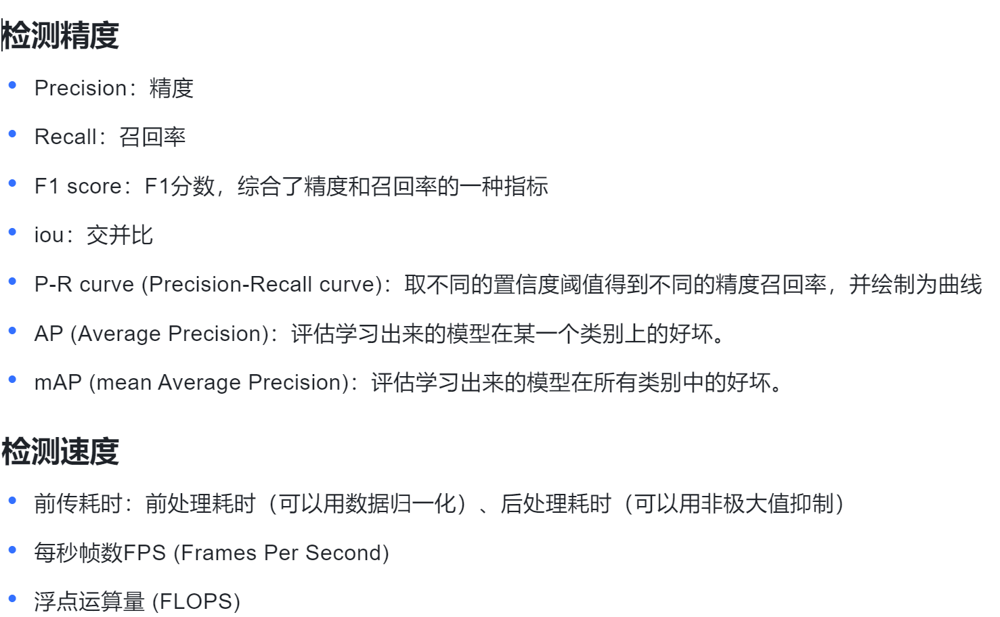 检测精度
Precision：精度
Recall：召回率
F1 score：F1分数，综合了精度和召回率的一种指标
iou：交并比
P-R curve (Precision-Recall curve)：取不同的置信度阈值得到不同的精度召回率，并绘制为曲线
AP (Average Precision)：评估学习出来的模型在某一个类别上的好坏。
mAP (mean Average Precision)：评估学习出来的模型在所有类别中的好坏。
检测速度
前传耗时：前处理耗时（可以用数据归一化）、后处理耗时（可以用非极大值抑制）
每秒帧数FPS (Frames Per Second)
浮点运算量 (FLOPS)